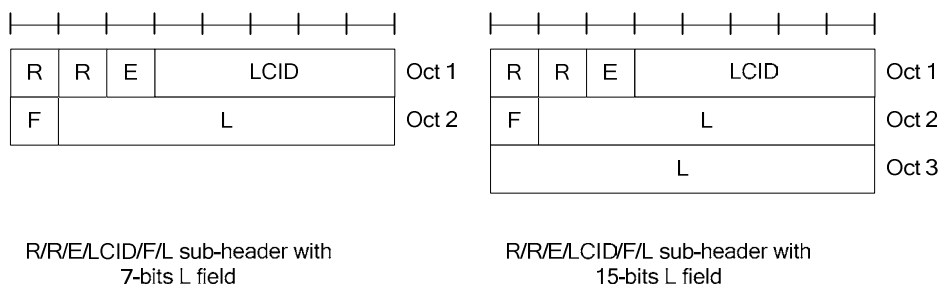 R R E LCID Oct 1
F L Oct 2
R/R/E/LCID/F/L sub-header with
7-bits L field
R R E LCID Oct 1
F L Oct 2
L Oct 3
R/R/E/LCID/F/L sub-header with
15-bits L field